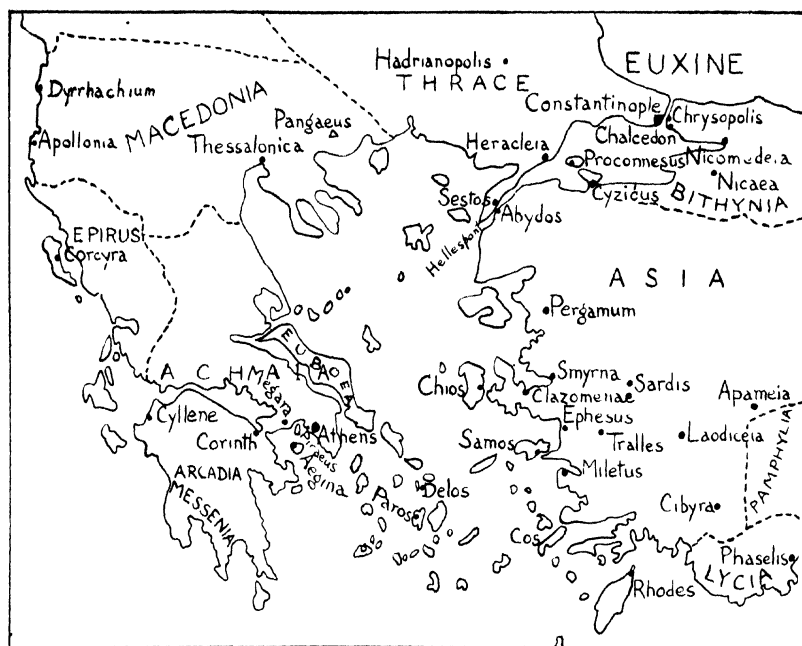 Hadrianopolis
THRACE
EUXINE
Dyrrhachium
MACEDONIA
Pangaeus
Constantinople
Chrysopolis
Chalcedon
Apollonia
Thessalonica
Heracleia
Proconnesus
Nicomedeia
Nicaea
Sestos
Abydos
Cyzicus
BITHYNIA
Hellespont
EPIRUS
Corcyra
ASIA
Pergamum
EUBOEA
ACHAIA
Megara
Chios
Smyrna
Clazomenae
Sardis
Apameia
Ephesus
Cyllene
Corinth
Athens
Piraeus
Aegina
Samos
Tralles
Laodiceia
PAMPHYLIA
ARCADIA
MESSENIA
Miletus
Delos
Paros
Cibyra
Cos
Phaselis
LYCIA
Rhodes